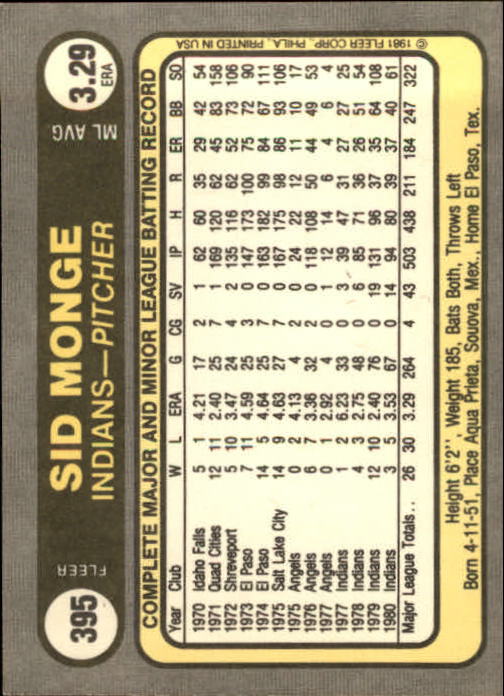 395
FLEER
SID MONGE
INDIANS—PITCHER
ML AVG
3.29
ERA
COMPLETE MAJOR AND MINOR LEAGUE BATTING RECORD
Year Club W L ERA G CG SV IP H R ER BB SO
1970 Idaho Falls 5 1 4.21 17 2 1 62 60 35 29 42 54
1971 Quad Cities 12 11 2.40 25 7 0 169 120 62 45 83 158
1972 Shreveport 5 10 3.47 24 4 2 135 116 62 52 73 106
1973 El Paso 7 11 4.59 25 3 0 147 173 100 75 72 90
1974 El Paso 14 5 4.64 25 7 0 163 182 99 84 67 111
1975 Salt Lake City 14 9 4.63 27 7 0 167 175 98 86 93 106
1975 Angels 0 2 4.13 4 2 0 24 22 12 11 10 17
1976 Angels 6 7 3.38 32 2 0 118 108 50 44 49 53
1977 Angels 0 1 2.92 4 0 1 12 14 6 4 6 4
1977 Indians 1 2 6.23 33 0 3 39 47 31 27 27 25
1978 Indians 4 3 2.75 48 0 6 85 71 36 26 51 54
1979 Indians 12 10 2.40 76 0 19 131 96 37 35 64 108
1980 Indians 3 5 3.53 67 0 14 94 80 39 37 40 61
Major League Totals.. 26 30 3.29 264 4 43 503 438 211 184 247 322
Height 6'2'', Weight 185, Bats Both, Throws Left
Born 4-11-51, Place Aqua Prieta, Souova, Mex., Home El Paso, Tex.
© 1981 FLEER CORP., PHILA., PRINTED IN USA